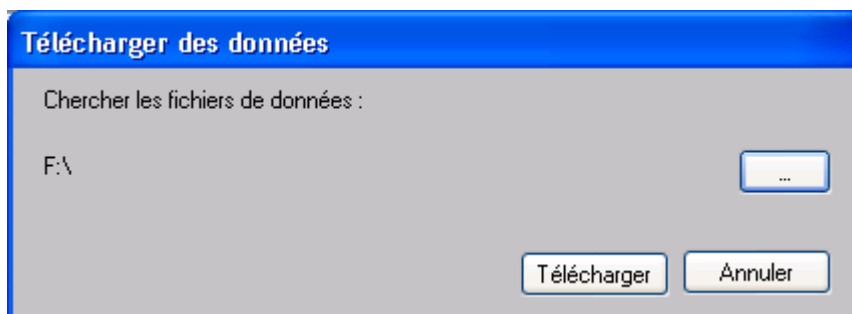 Télécharger des données
Chercher les fichiers de données :
F:\
...
Télécharger
Annuler